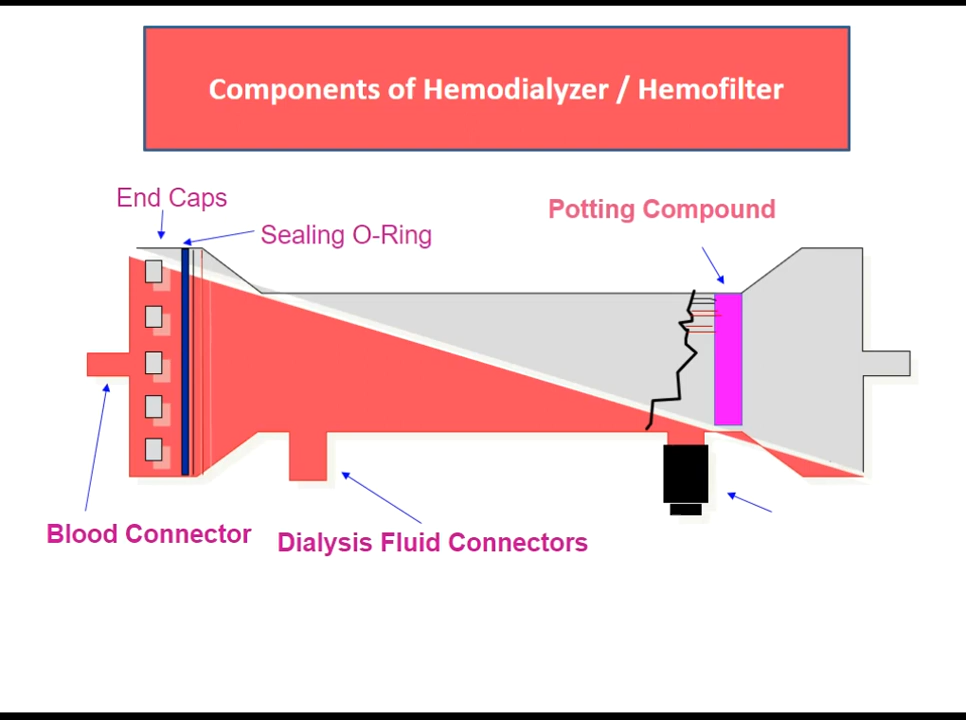 Components of Hemodialyzer / Hemofilter
End Caps
Potting Compound
Sealing O-Ring
Blood Connector
Dialysis Fluid Connectors